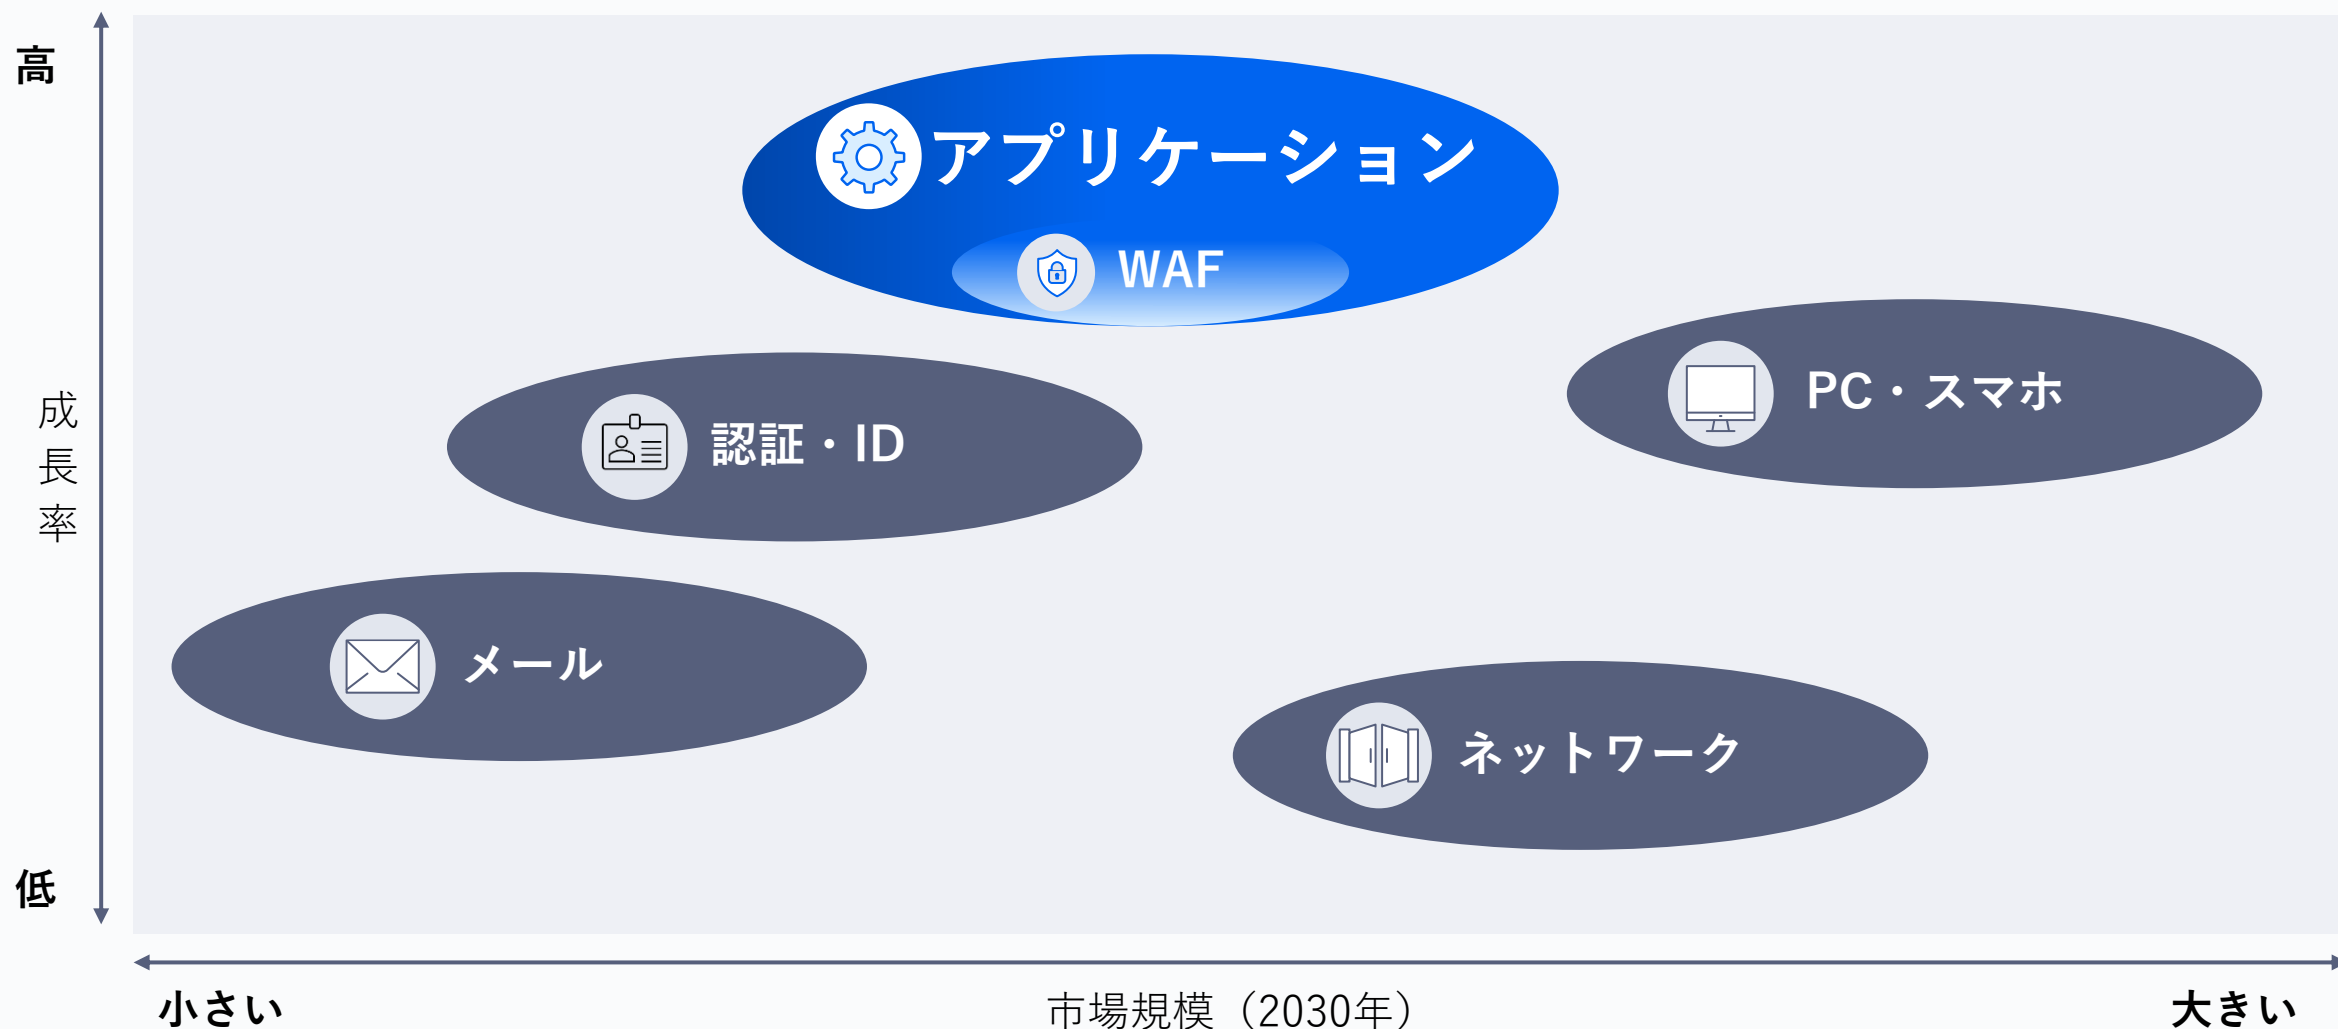 高
アプリケーション
WAF
PC・スマホ
成長率
認証・ID
メール
ネットワーク
低
小さい
市場規模（2030年）
大きい